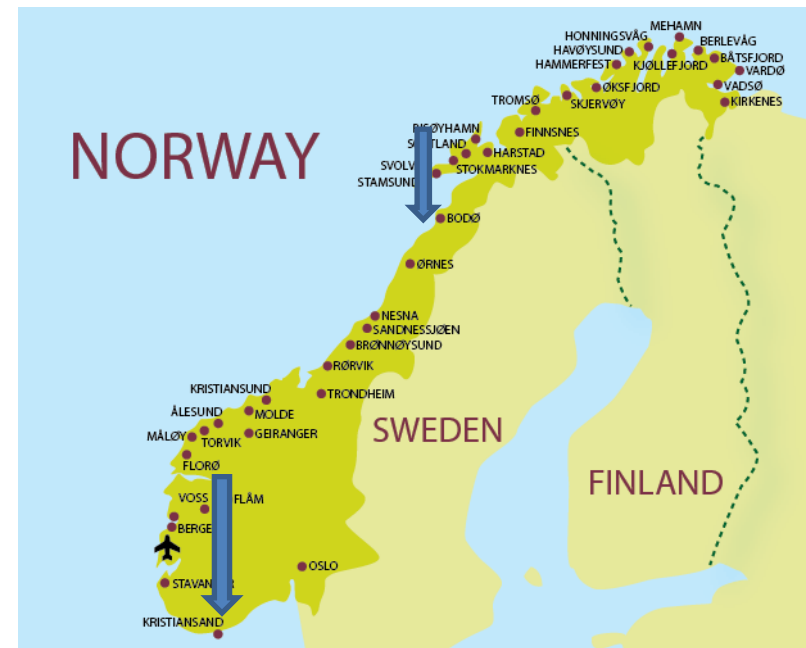 MEHAMN
HONNINGSVÅG
BERLEVÅG
HAVØYSUND
BÅTSFJORD
HAMMERFEST
KJØLLEFJORD
VARDØ
ØKSFJORD
VADSØ
TROMSØ
SKJERVØY
KIRKENES
FINNSNES
NORWAY
HARSTAD
STOKMARKNES
STAMSUND
BODØ
ØRNES
NESNA
SANDNESSJØEN
BRØNNØYSUND
RØRVIK
KRISTIANSUND
TRONDHEIM
ÅLESUND
MOLDE
SWEDEN
MÅLØY
TORVIK
GEIRANGER
FLORØ
FINLAND
VOSS
FLÅM
OSLO
KRISTIANSAND